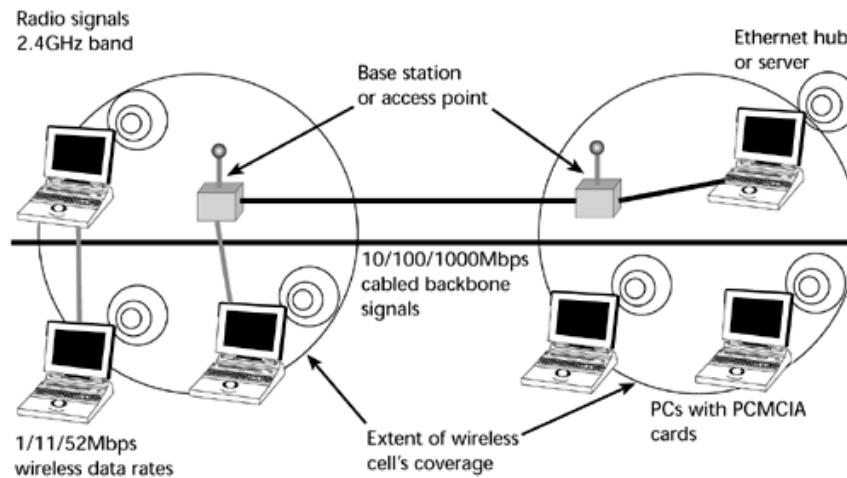 Radio signals
2.4GHz band
Ethernet hub
or server
Base station
or access point
10/100/1000Mbps
cabled backbone
signals
PCs with PCMCIA
cards
Extent of wireless
cell's coverage
1/11/52Mbps
wireless data rates